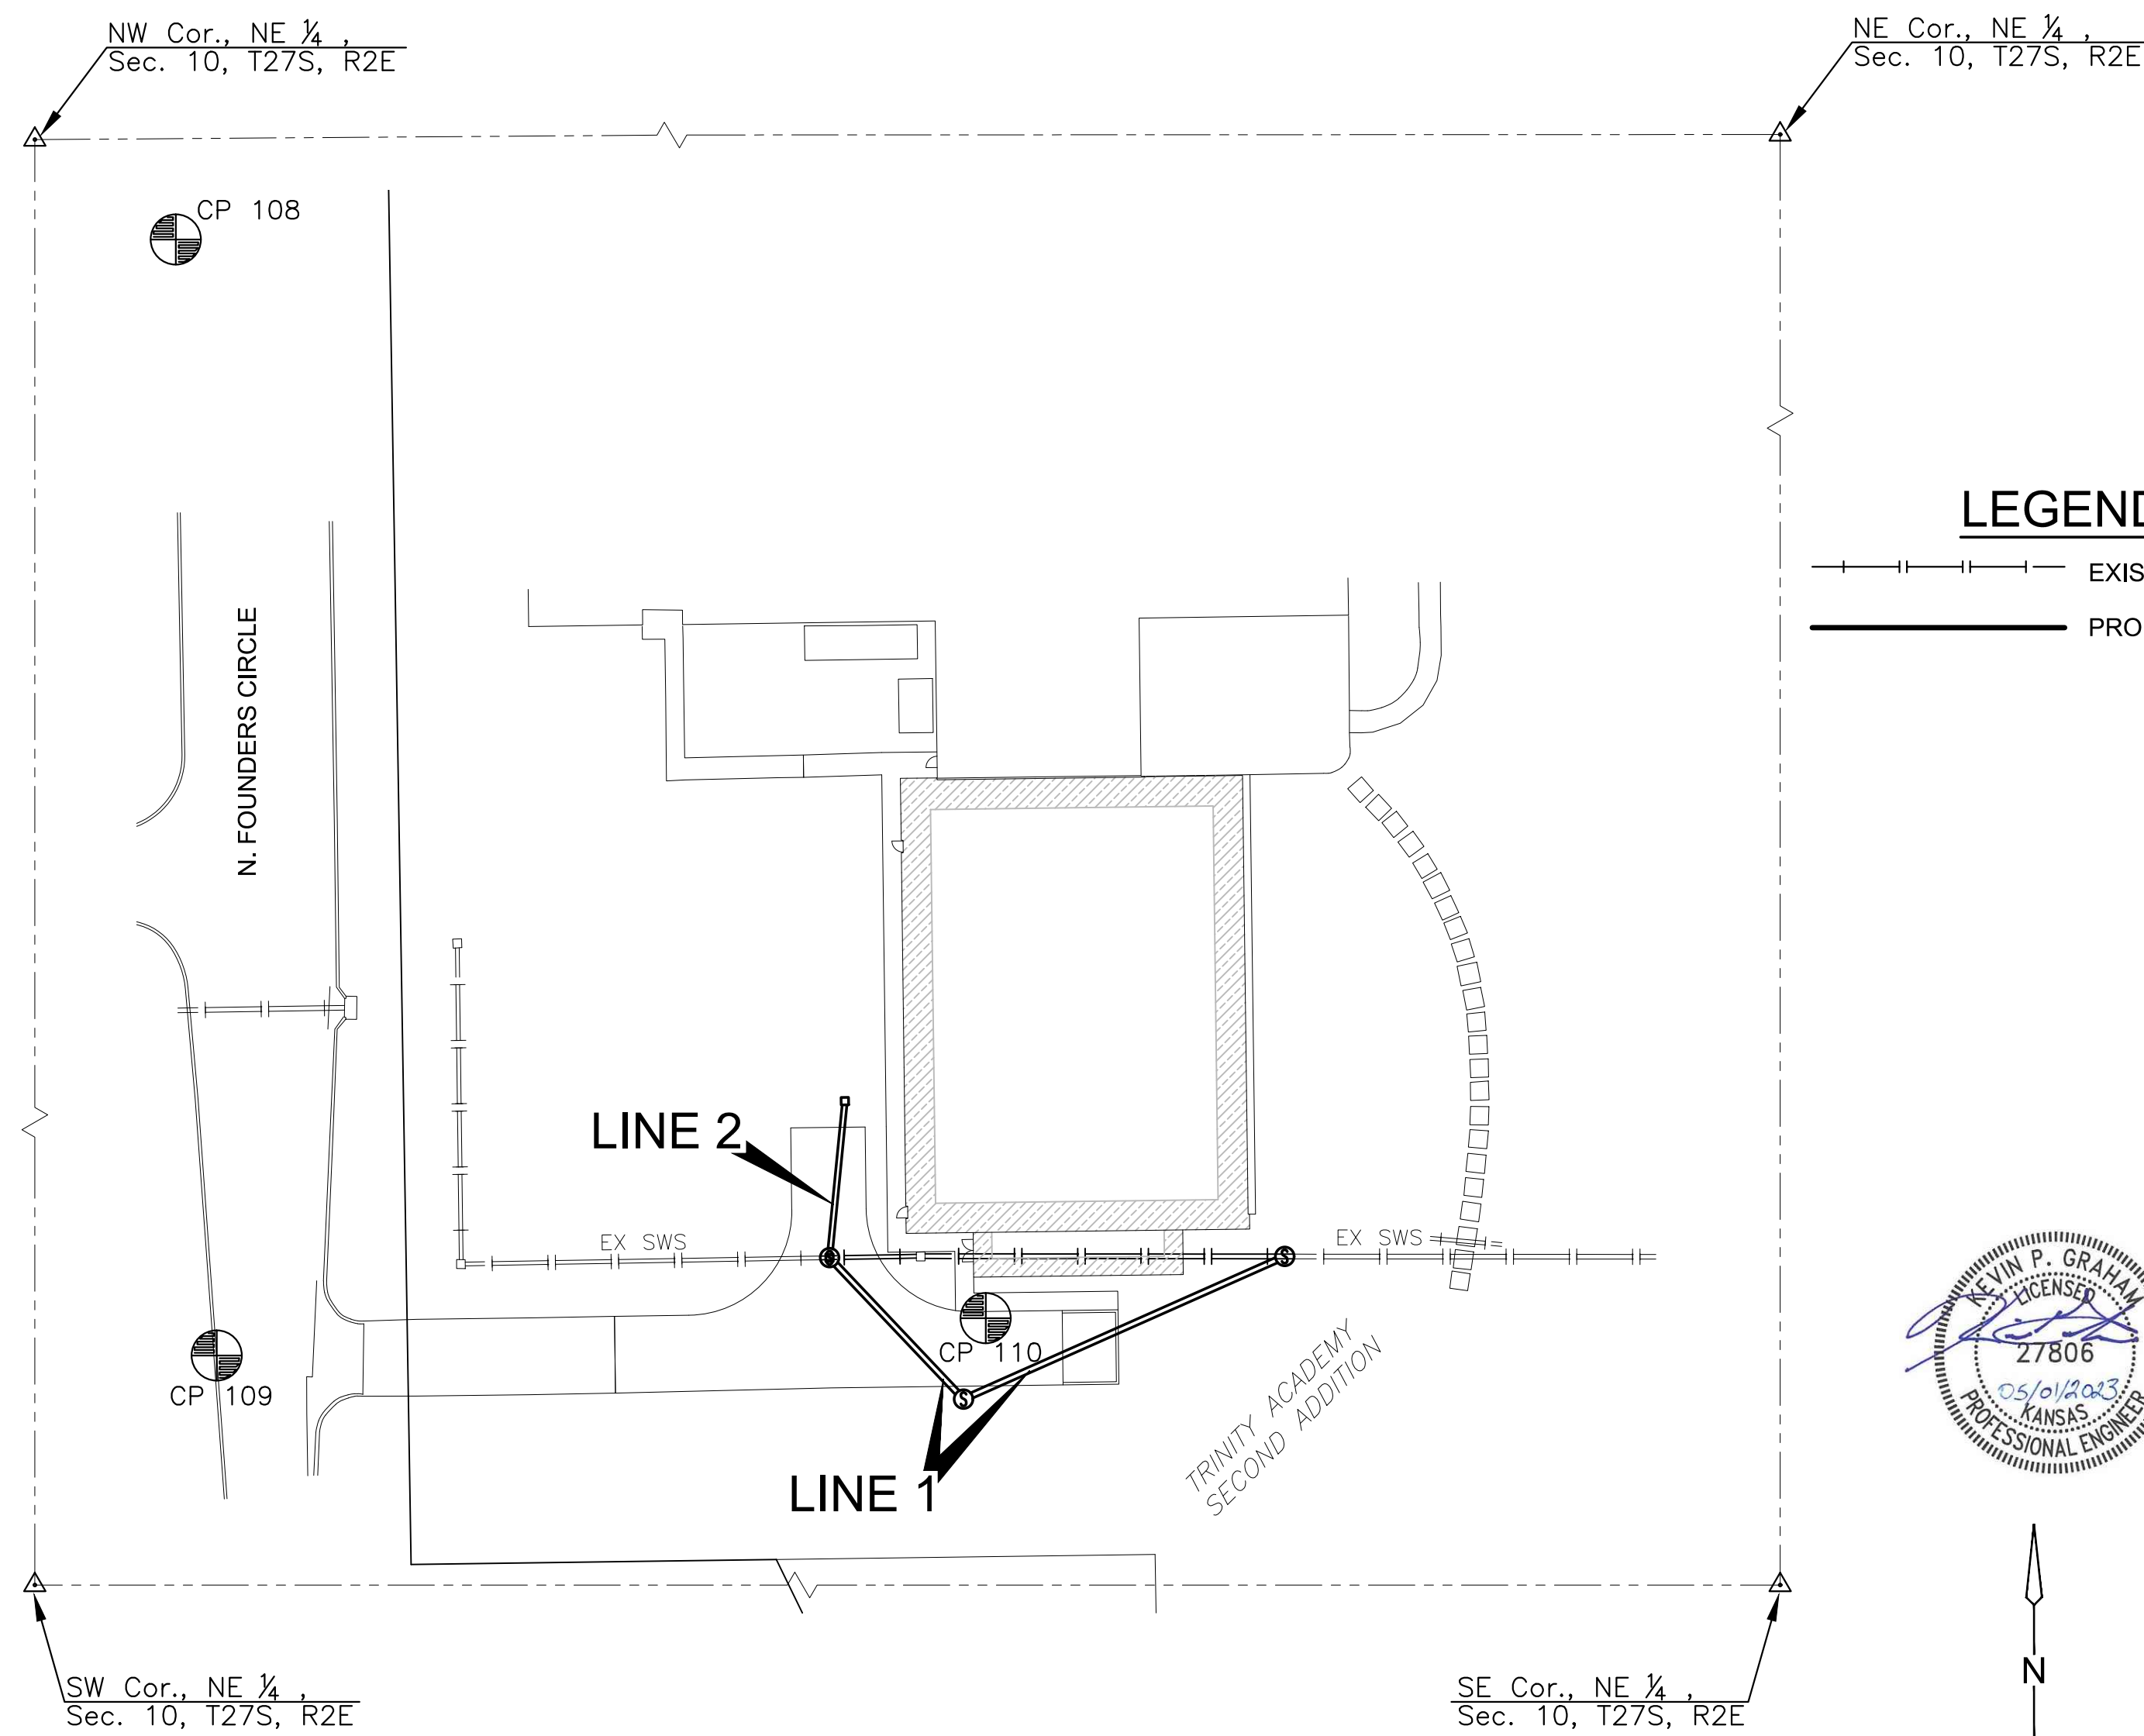 NW Cor., NE ¼ ,
Sec. 10, T27S, R2E
NE Cor., NE ¼ ,
Sec. 10, T27S, R2E
CP 108
LEGEND
EXIS
PRO
N. FOUNDERS CIRCLE
LINE 2
EX SWS
EX SWS
CP 110
CP 109
LINE 1
TRINITY ACADEMY
SECOND ADDITION
KEVIN P. GRAHAM
LICENSED
27806
05/01/2023
KANSAS
PROFESSIONAL ENGINEER
S
S
N
SW Cor., NE ¼ ,
Sec. 10, T27S, R2E
SE Cor., NE ¼ ,
Sec. 10, T27S, R2E